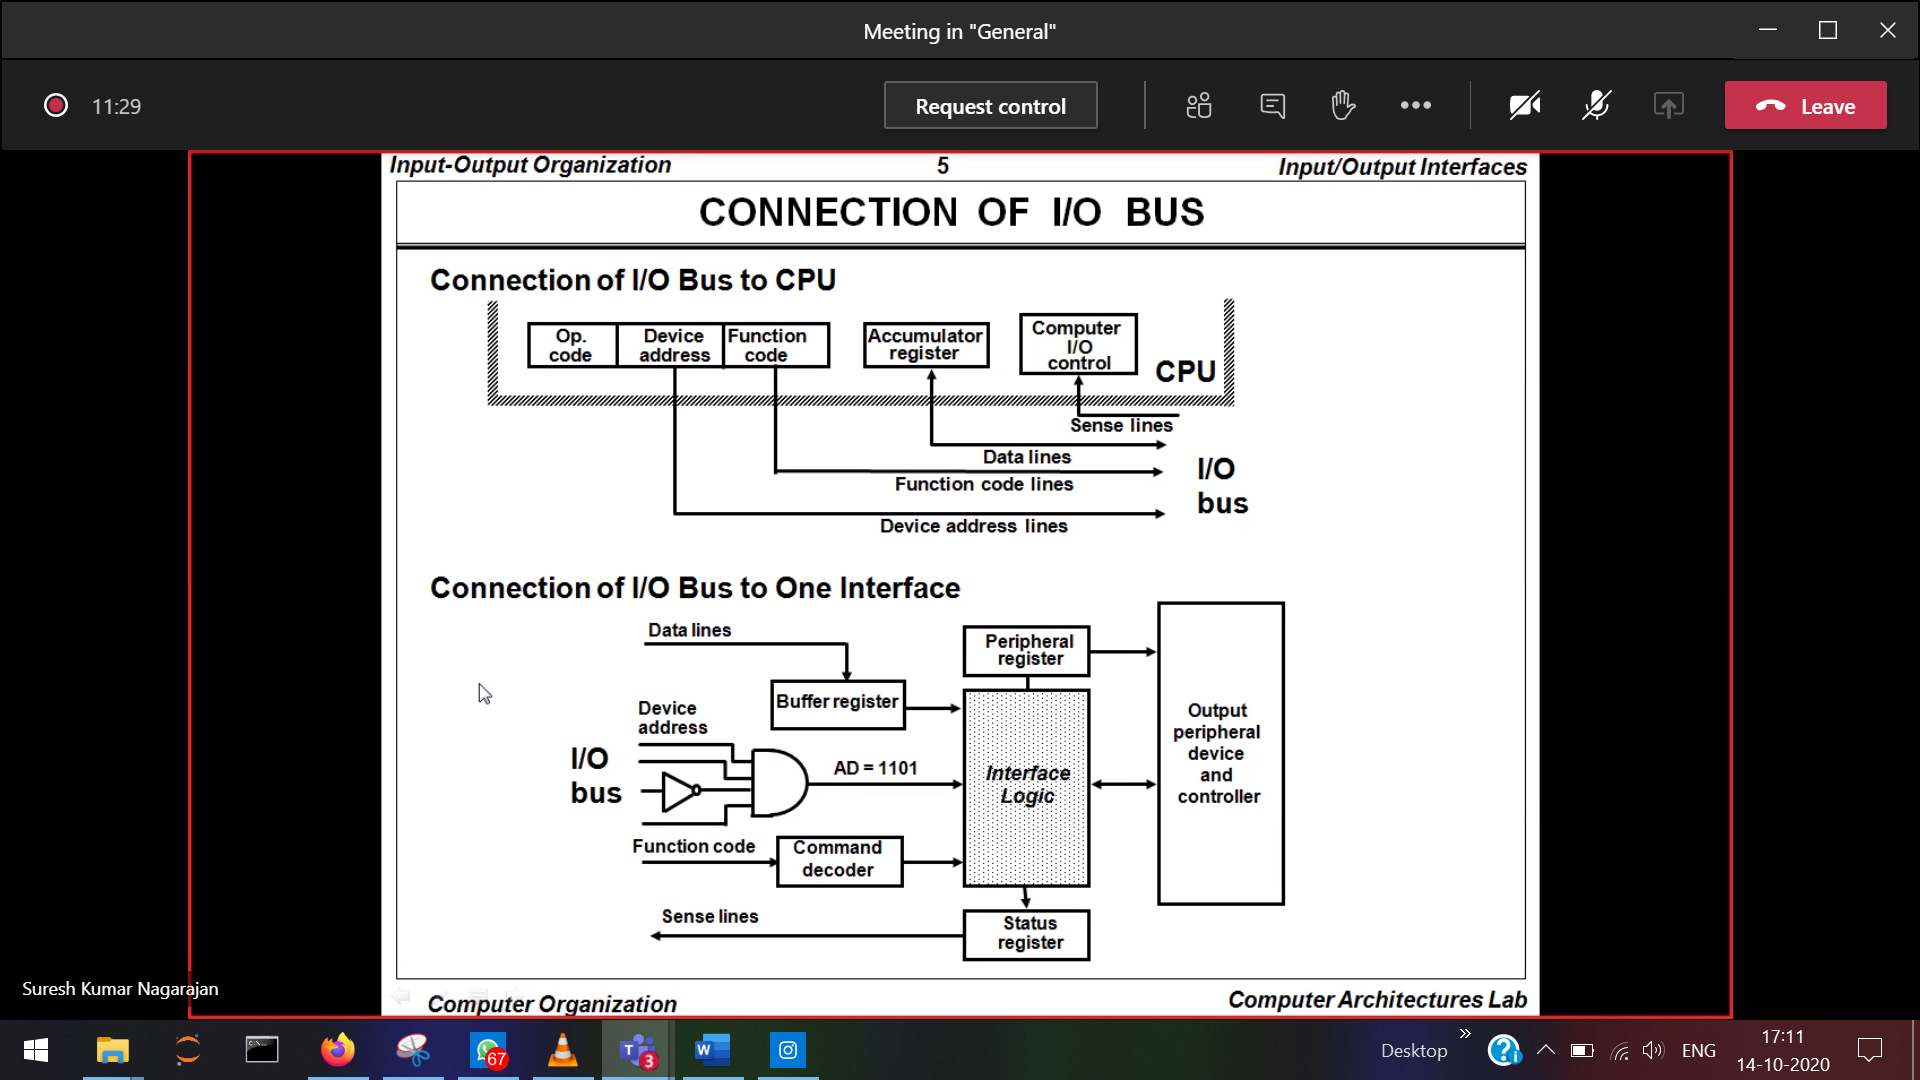 Meeting in "General"
11:29
Request control
Leave
Input-Output Organization 5 Input/Output Interfaces
CONNECTION OF I/O BUS
Connection of I/O Bus to CPU
Op.
code
Device
address
Function
code
Accumulator
register
Computer
I/O
control
CPU
Sense lines
Data lines
Function code lines
Device address lines
I/O
bus
Connection of I/O Bus to One Interface
Data lines
Peripheral
register
Buffer register
Device
address
I/O
bus
AD = 1101
Interface
Logic
Output
peripheral
device
and
controller
Function code
Command
decoder
Sense lines
Status
register
Suresh Kumar Nagarajan
Computer Organization
Computer Architectures Lab
67
T
3
W
Desktop
ENG
17:11
14-10-2020